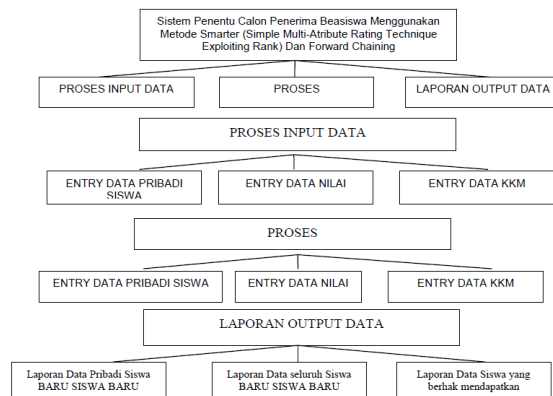 Sistem Penentu Calon Penerima Beasiswa Menggunakan
Metode Smarter (Simple Multi-Atribute Rating Technique
Exploiting Rank) Dan Forward Chaining
PROSES INPUT DATA
PROSES
LAPORAN OUTPUT DATA
PROSES INPUT DATA
ENTRY DATA PRIBADI
SISWA
ENTRY DATA NILAI
ENTRY DATA KKM
PROSES
ENTRY DATA PRIBADI SISWA
ENTRY DATA NILAI
ENTRY DATA KKM
LAPORAN OUTPUT DATA
Laporan Data Pribadi Siswa
BARU SISWA BARU
Laporan Data seluruh Siswa
BARU SISWA BARU
Laporan Data Siswa yang
berhak mendapatkan